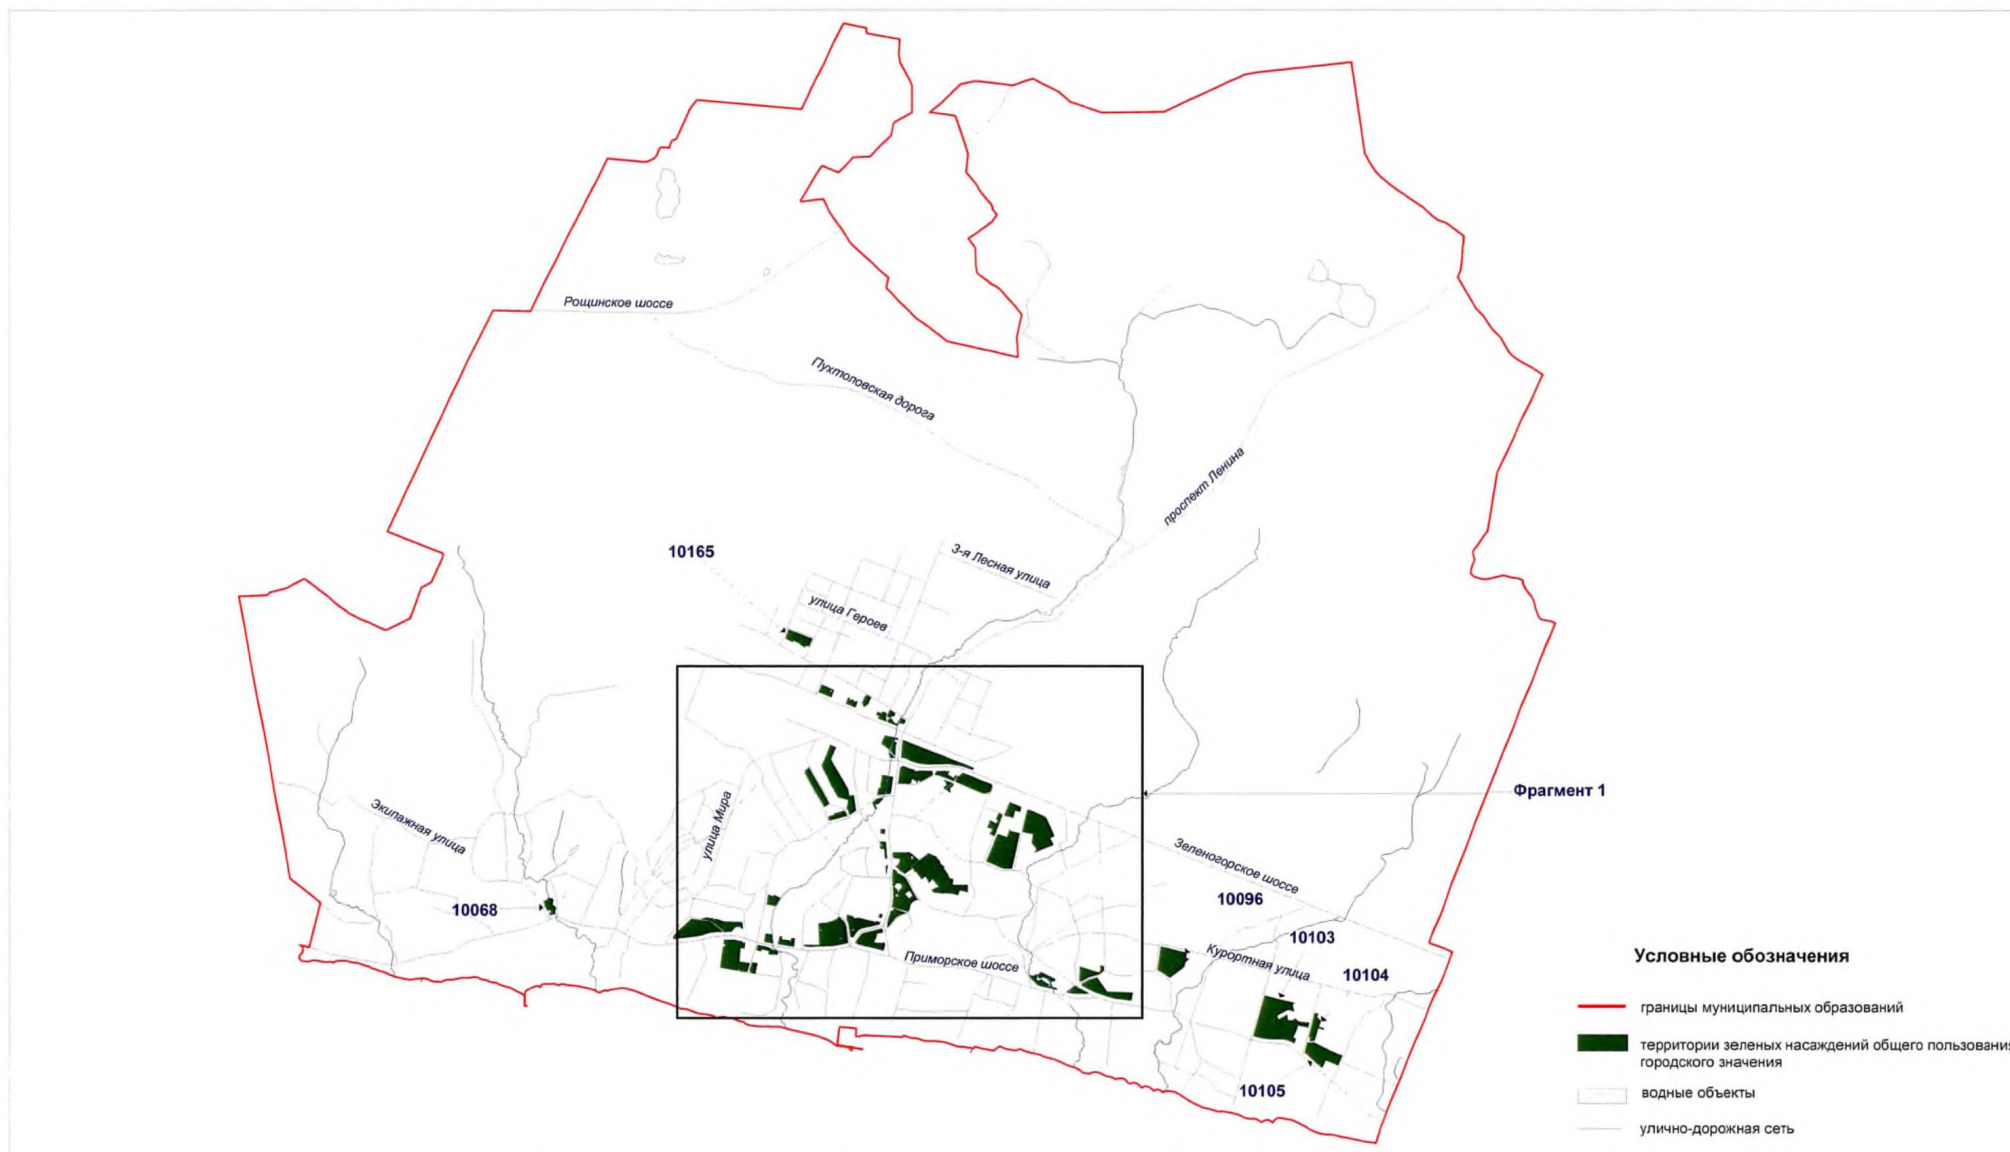 Рощинское шоссе
Пухтоловская дорога
проспект Ленина
10165
3-я Лесная улица
улица Героев
Фрагмент 1
улица Мира
Экипажная улица
Зеленогорское шоссе
10096
10068
10103
Курортная улица
Приморское шоссе
10104
10105
Условные обозначения
границы муниципальных образований
территории зеленых насаждений общего пользования
городского значения
водные объекты
улично-дорожная сеть